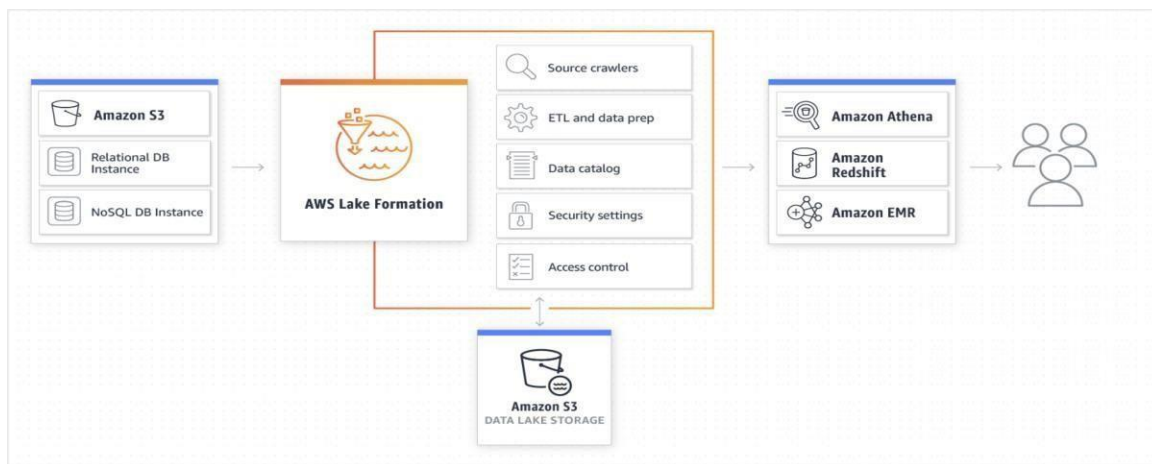 Amazon S3
Relational DB
Instance
NoSQL DB Instance
AWS Lake Formation
Source crawlers
ETL and data prep
Data catalog
Security settings
Access control
Amazon S3
DATA LAKE STORAGE
Amazon Athena
Amazon
Redshift
Amazon EMR